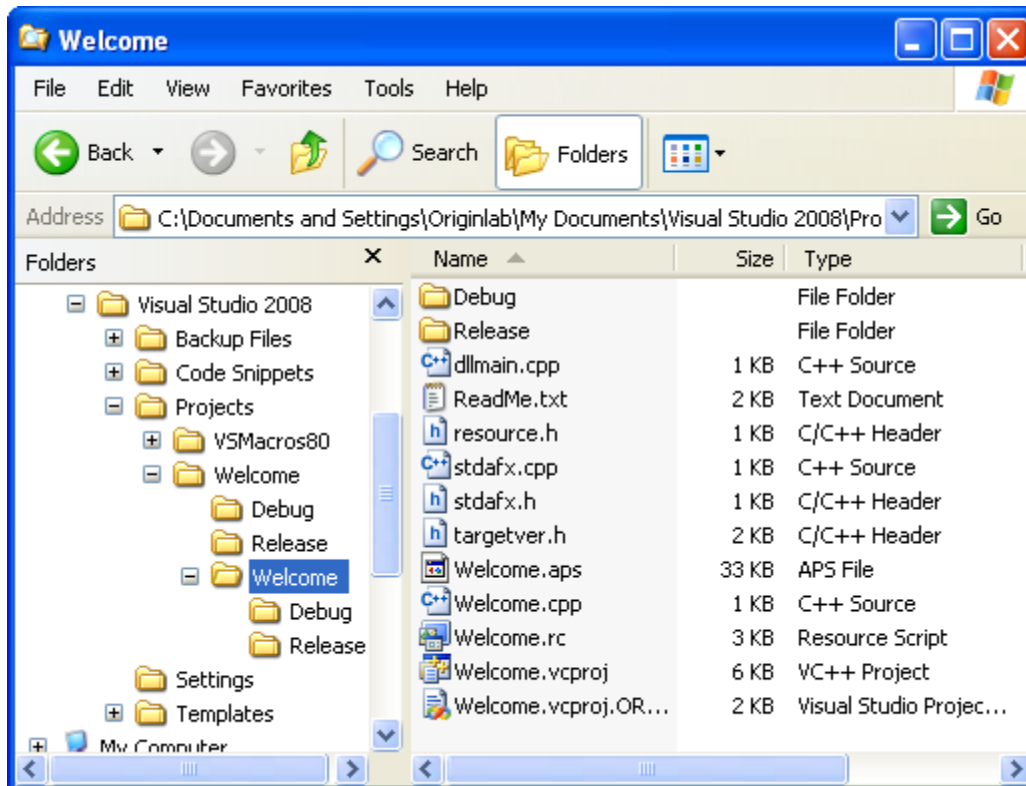 Welcome
File Edit View Favorites Tools Help
Back Search Folders
Address C:\Documents and Settings\Originlab\My Documents\Visual Studio 2008\Pro Go
Folders
Visual Studio 2008
Backup Files
Code Snippets
Projects
VSMacros80
Welcome
Debug
Release
Welcome
Debug
Release
Settings
Templates
My Computer
Name Size Type
Debug File Folder
Release File Folder
dllmain.cpp 1 KB C++ Source
ReadMe.txt 2 KB Text Document
resource.h 1 KB C/C++ Header
stdafx.cpp 1 KB C++ Source
stdafx.h 1 KB C/C++ Header
targetver.h 2 KB C/C++ Header
Welcome.aps 33 KB APS File
Welcome.cpp 1 KB C++ Source
Welcome.rc 3 KB Resource Script
Welcome.vcproj 6 KB VC++ Project
Welcome.vcproj.OR... 2 KB Visual Studio Projec...